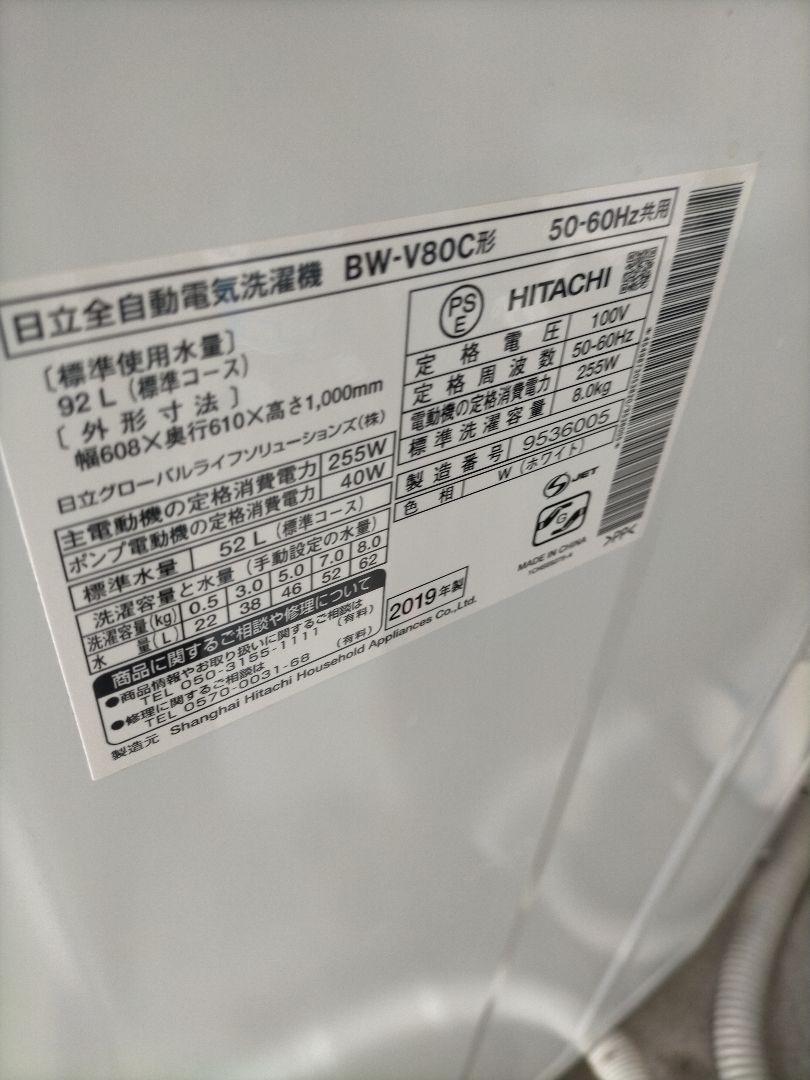 日立全自動電気洗濯機 BW-V80C形 50-60Hz共用
〔標準使用水量〕
92 L（標準コース）
〔外形寸法〕
幅608×奥行610×高さ1,000mm
日立グローバルライフソリューションズ（株）
主電動機の定格消費電力 255W
ポンプ電動機の定格消費電力 40W
標準水量 52 L（標準コース）
洗濯容量と水量（手動設定の水量）
洗濯容量(kg) 0.5 3.0 5.0 7.0 8.0
水量(L) 22 38 46 52 62
商品に関するご相談や修理について
●商品情報やお取り扱いに関するご相談は
TEL 050-3155-1111（有料）
●修理に関するご相談は
TEL 0570-0031-68（有料）
製造元 Shanghai Hitachi Household Appliances Co.,Ltd.
PSE HITACHI
定格電圧 100V
定格周波数 50-60Hz
電動機の定格消費電力 255W
標準洗濯容量 8.0kg
製造番号 9536005
色相 W（ホワイト）
JET
G
MADE IN CHINA
2019年製
>PP<